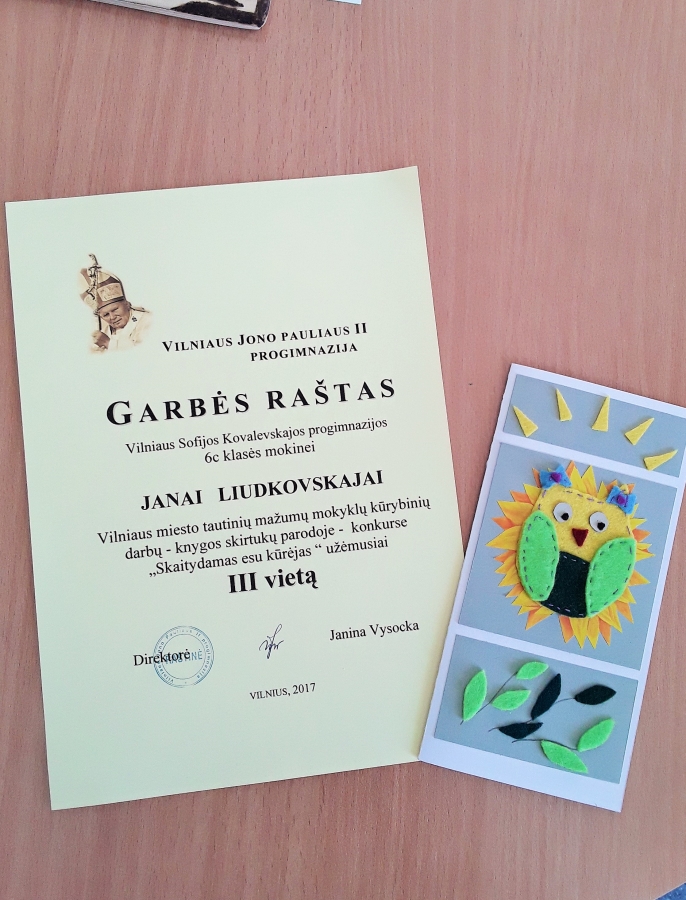 VILNIAUS JONO PAULIAUS II
PROGIMNAZIJA
GARBĖS RAŠTAS
Vilniaus Sofijos Kovalevskajos progimnazijos
6c klasės mokinei
JANAI LIUDKOVSKAJAI
Vilniaus miesto tautinių mažumų mokyklų kūrybinių
darbų - knygos skirtukų parodoje - konkurse
„Skaitydamas esu kūrėjas “ užėmusiai
III vietą
Direktorė
Janina Vysocka
VILNIUS, 2017